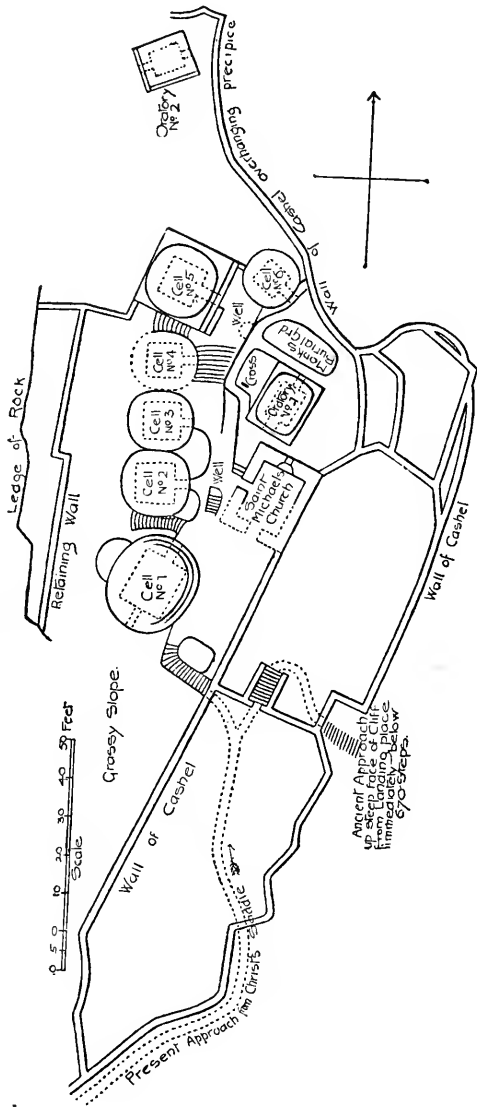 Ledge of Rock
Retaining Wall
Oratory
Nº 2
Wall of Cashel overhanging precipice
Cell
Nº 5
Cell
Nº 6
Cell
Nº 4
Cell
Nº 3
Cell
Nº 2
Cell
Nº 1
Well
Well
Cross
Monks
Burial Grd
Oratory
Nº 1
Saint
Michaels
Church
Grassy Slope.
10 5 0 10 20 30 40 50 Feet
Scale
Wall of Cashel
Wall of Cashel
Present Approach from Christs Saddle
Ancient Approach
up steep face of Cliff
from Landing place
immediately below
670 steps.